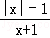 |x| - 1
x+1